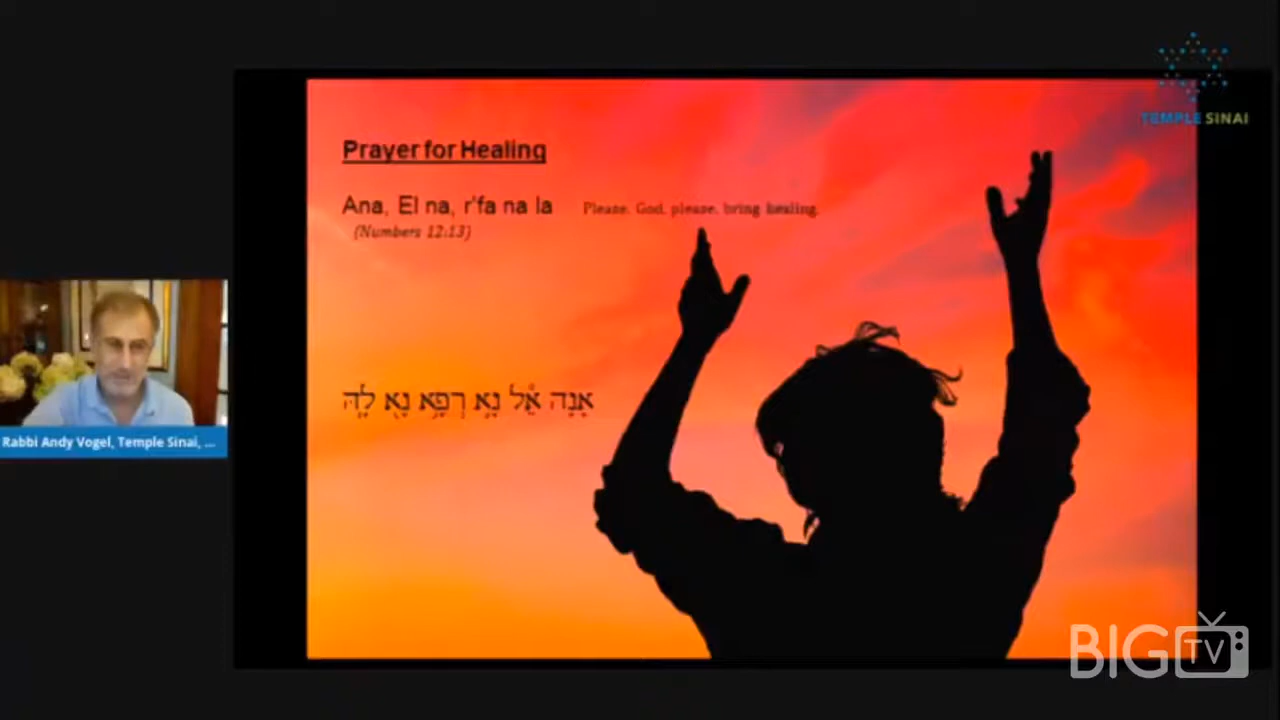 TEMPLE SINAI
Prayer for Healing
Ana, El na, r'fa na la Please, God, please, bring healing.
(Numbers 12:13)
אָנָה אֵ֕ל נָ֛א רְפָ֥א נָ֖א לָֽהּ
Rabbi Andy Vogel, Temple Sinai, ...
BIG TV